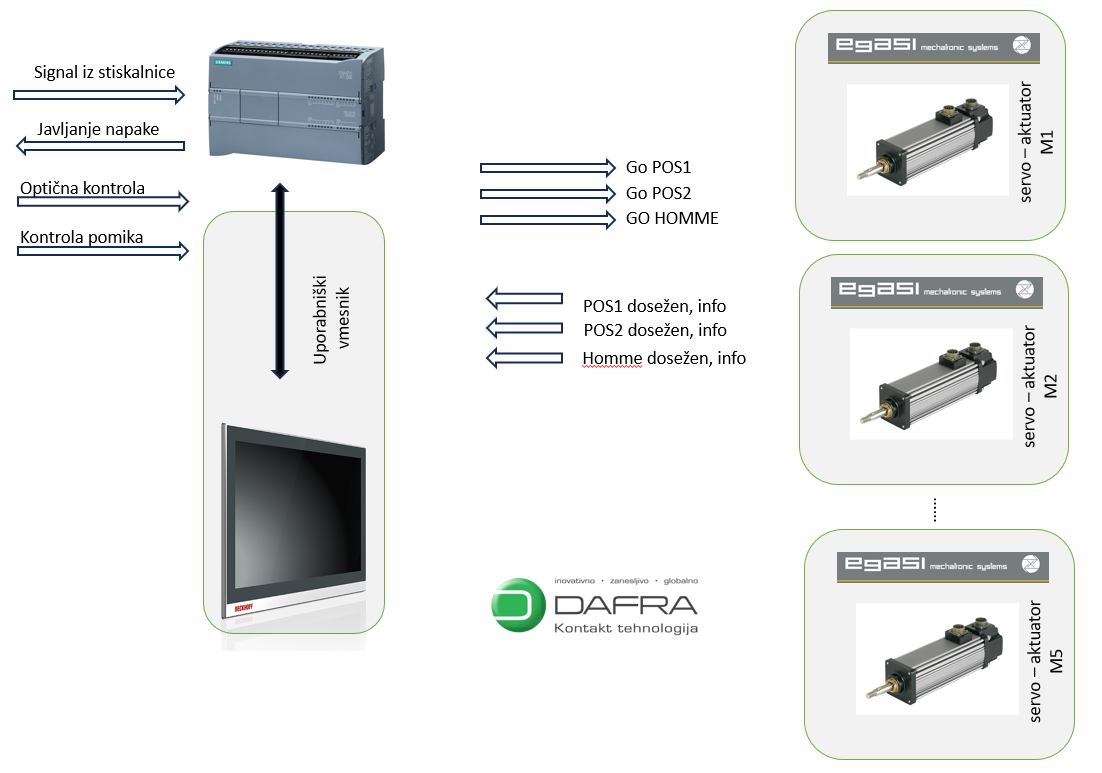 Signal iz stiskalnice
Javljanje napake
Optična kontrola
Kontrola pomika
SIEMENS
Uporabniški
vmesnik
BECKHOFF
Go POS1
Go POS2
GO HOMME
POS1 dosežen, info
POS2 dosežen, info
Homme dosežen, info
inovativno · zanesljivo · globalno
DAFRA
Kontakt tehnologija
egasi mechatronic systems
servo – aktuator
M1
egasi mechatronic systems
servo – aktuator
M2
egasi mechatronic systems
servo – aktuator
M5